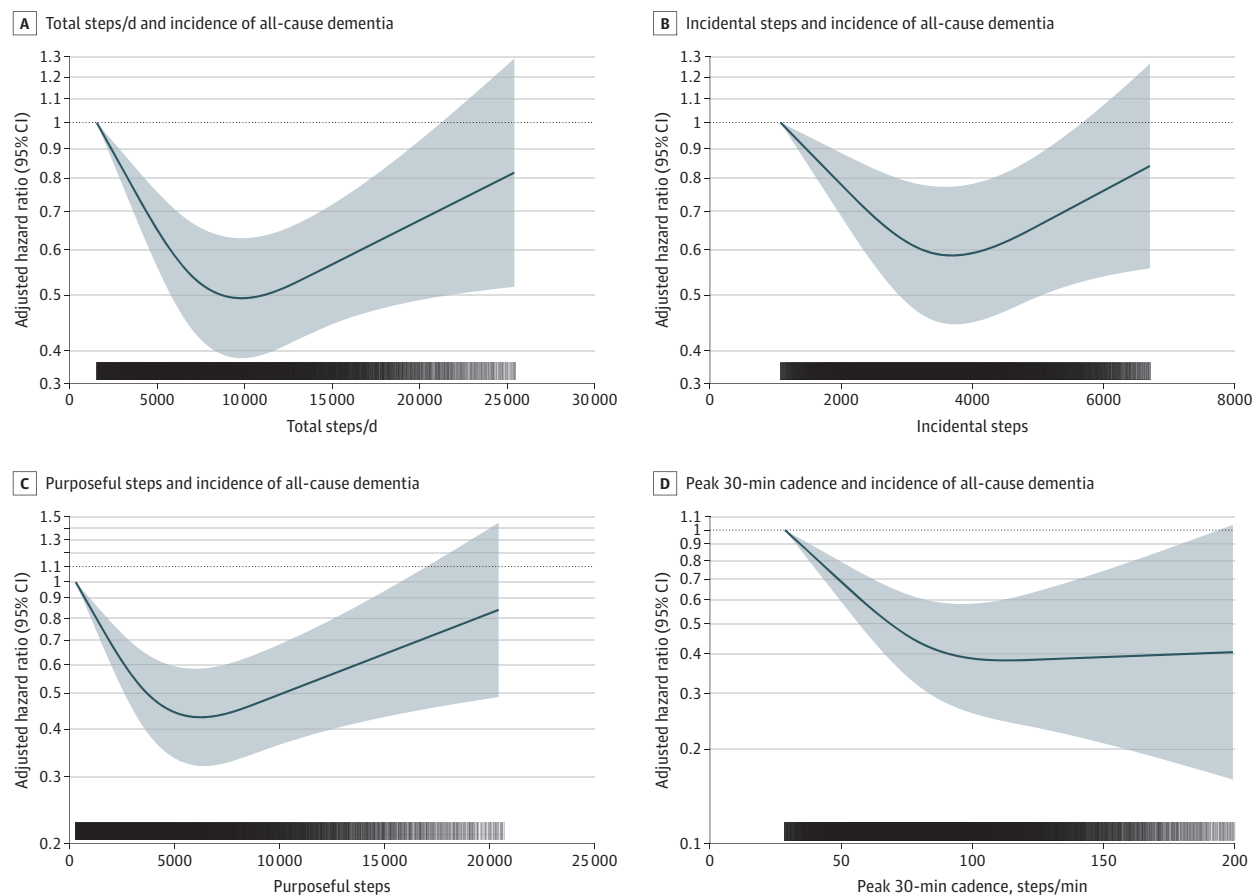 A Total steps/d and incidence of all-cause dementia
Adjusted hazard ratio (95% CI)
1.3
1.2
1.1
1
0.9
0.8
0.7
0.6
0.5
0.4
0.3
0 5000 10000 15000 20000 25000 30000
Total steps/d
B Incidental steps and incidence of all-cause dementia
Adjusted hazard ratio (95% CI)
1.3
1.2
1.1
1
0.9
0.8
0.7
0.6
0.5
0.4
0.3
0 2000 4000 6000 8000
Incidental steps
C Purposeful steps and incidence of all-cause dementia
Adjusted hazard ratio (95% CI)
1.5
1.3
1.1
1
0.9
0.8
0.7
0.6
0.5
0.4
0.3
0.2
0 5000 10000 15000 20000 25000
Purposeful steps
D Peak 30-min cadence and incidence of all-cause dementia
Adjusted hazard ratio (95% CI)
1.1
1
0.9
0.8
0.7
0.6
0.5
0.4
0.3
0.2
0.1
0 50 100 150 200
Peak 30-min cadence, steps/min